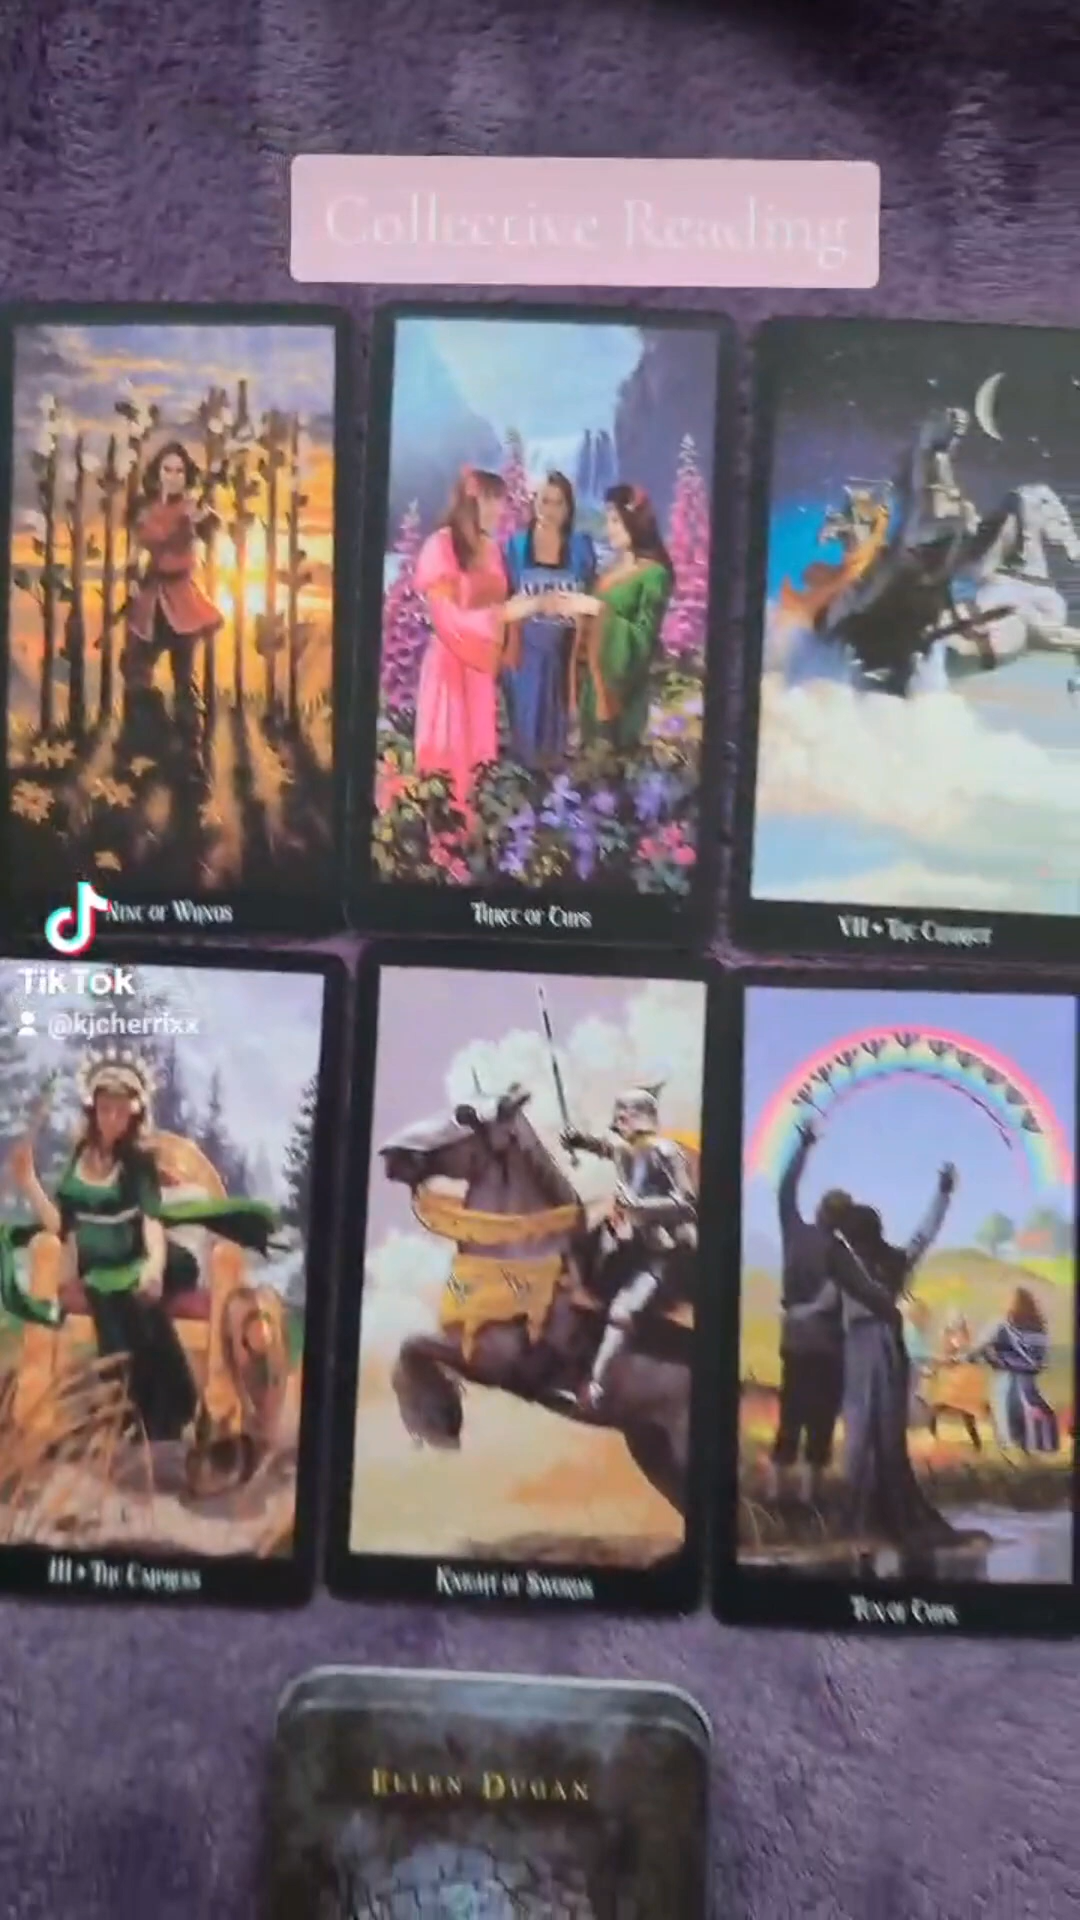 Collective Reading
Nine of Wands
Three of Cups
VII • The Chariot
TikTok
@kjcherrixx
III • The Empress
Knight of Swords
Ten of Cups
Ellen Dugan